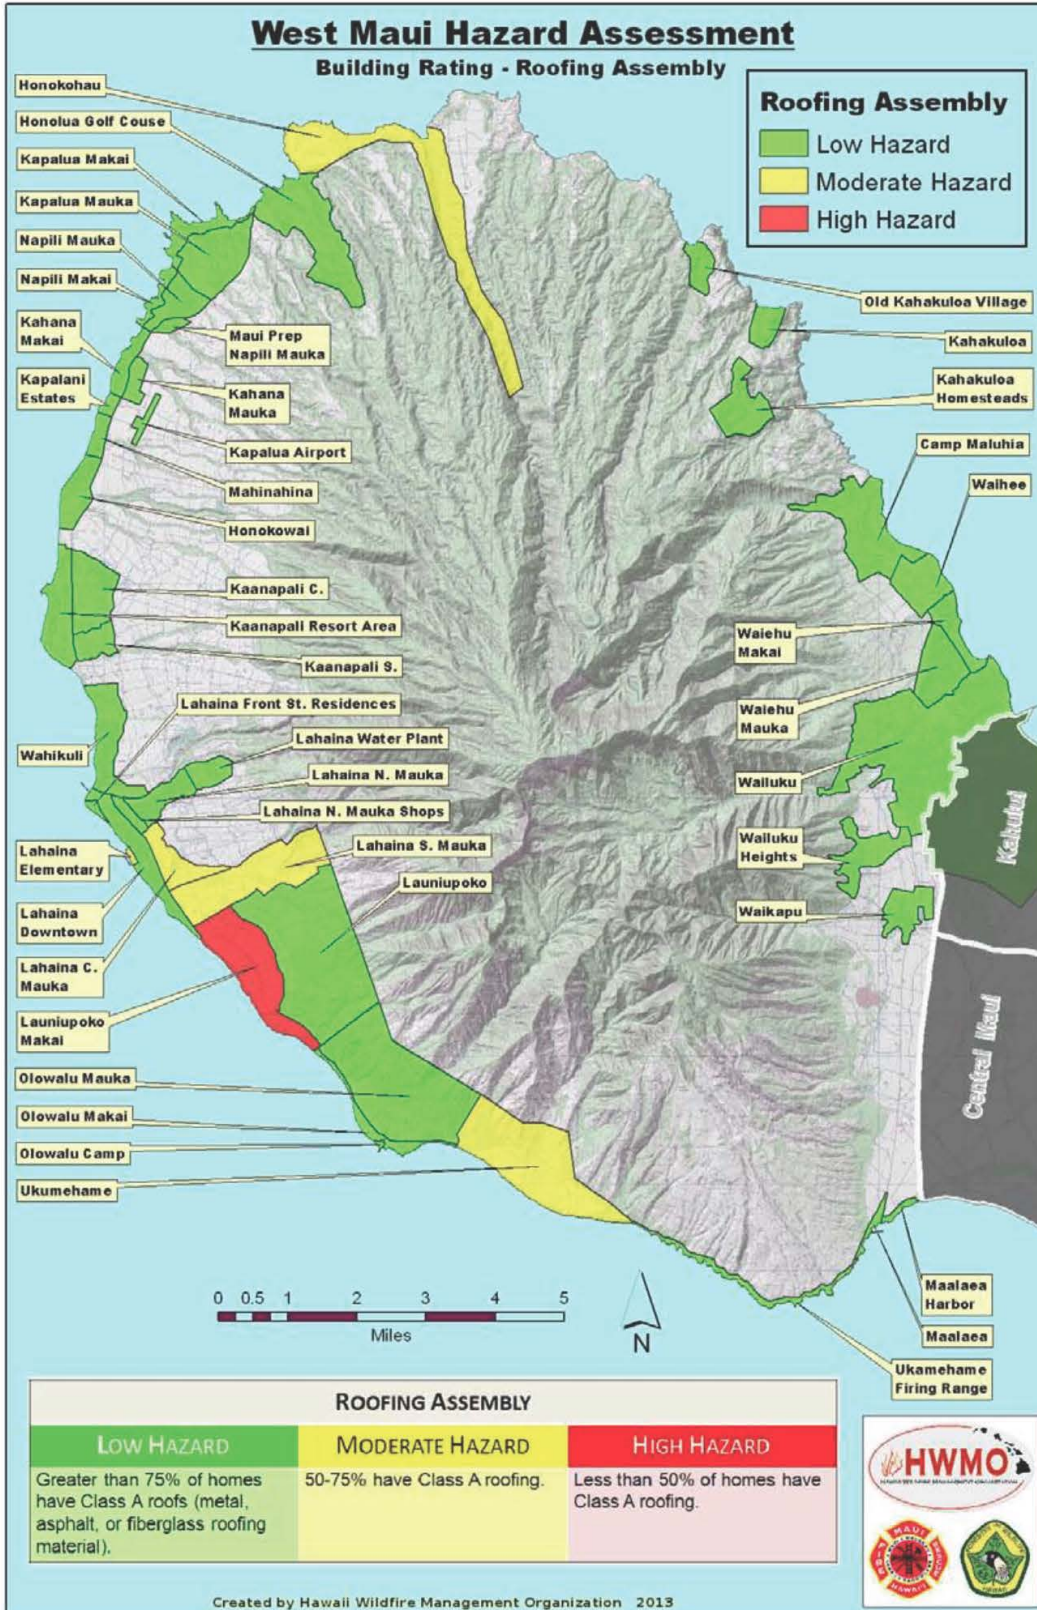 West Maui Hazard Assessment
Building Rating - Roofing Assembly
Roofing Assembly
Low Hazard
Moderate Hazard
High Hazard
Honokohau
Honolua Golf Couse
Kapalua Makai
Kapalua Mauka
Napili Mauka
Napili Makai
Kahana
Makai
Kapalani
Estates
Maui Prep
Napili Mauka
Kahana
Mauka
Kapalua Airport
Mahinahina
Honokowai
Kaanapali C.
Kaanapali Resort Area
Kaanapali S.
Lahaina Front St. Residences
Wahikuli
Lahaina Water Plant
Lahaina N. Mauka
Lahaina N. Mauka Shops
Lahaina S. Mauka
Launiupoko
Lahaina
Elementary
Lahaina
Downtown
Lahaina C.
Mauka
Launiupoko
Makai
Olowalu Mauka
Olowalu Makai
Olowalu Camp
Ukumehame
Old Kahakuloa Village
Kahakuloa
Kahakuloa
Homesteads
Camp Maluhia
Waihee
Waiehu
Makai
Waiehu
Mauka
Wailuku
Wailuku
Heights
Waikapu
Kahului
Central Maui
Maalaea
Harbor
Maalaea
Ukamehame
Firing Range
0 0.5 1 2 3 4 5
Miles
N
ROOFING ASSEMBLY
LOW HAZARD
MODERATE HAZARD
HIGH HAZARD
Greater than 75% of homes
have Class A roofs (metal,
asphalt, or fiberglass roofing
material).
50-75% have Class A roofing.
Less than 50% of homes have
Class A roofing.
HWMO
MAUI
FIRE
HAWAII
Created by Hawaii Wildfire Management Organization 2013